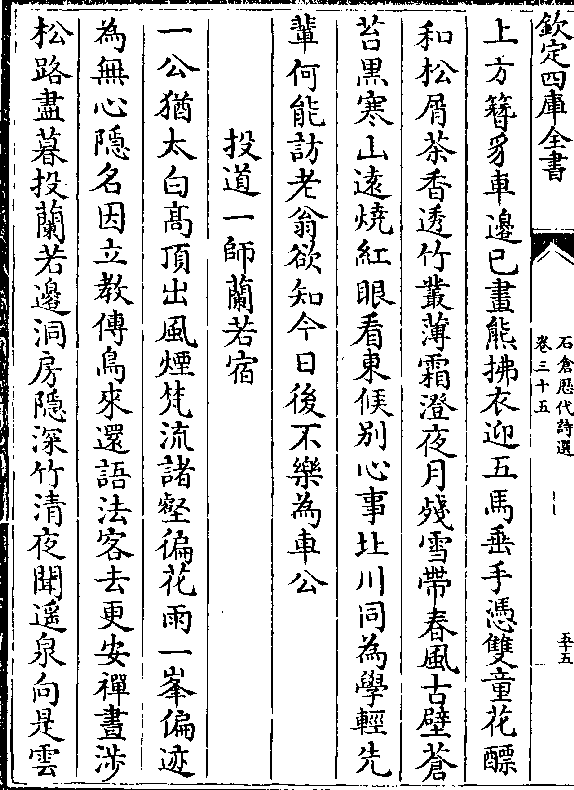 欽定四庫全書
石倉歷代詩選
卷三十五
五十五
上方簪豸車邊已畫熊拂衣迎五馬垂手憑雙童花醥
和松屑茶香透竹叢薄霜澄夜月殘雪帶春風古壁蒼
苔黒寒山遠燒紅眼看東候别心事北川同為學輕先
輩何能訪老翁欲知今日後不樂為車公
投道一師蘭若宿
一公猶太白髙頂出風煙梵流諸壑徧花雨一峯偏迹
為無心隱名因立教傳鳥來還語法客去更安禪晝涉
松路盡暮投蘭若邊洞房隱深竹清夜聞遥泉向是雲